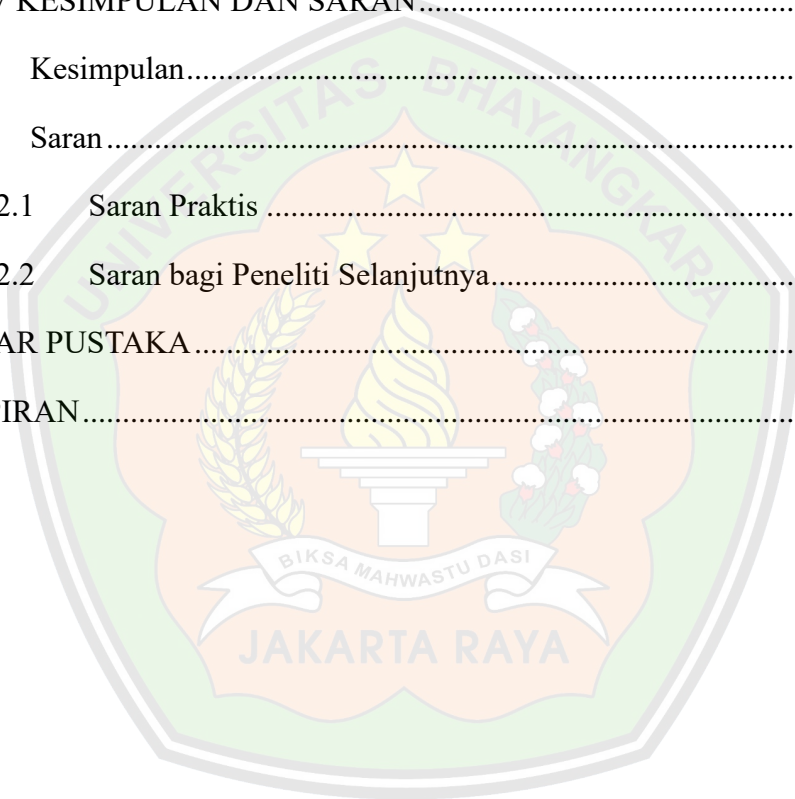 KESIMPULAN DAN SARAN........................................
Kesimpulan........................................................................
Saran..................................................................................
2.1 Saran Praktis ..................................................................
2.2 Saran bagi Peneliti Selanjutnya......................................
AR PUSTAKA........................................................................
IRAN.....................................................................................
UNIVERSITAS BHAYANGKARA
BIKSA MAHWASTU DASI
JAKARTA RAYA